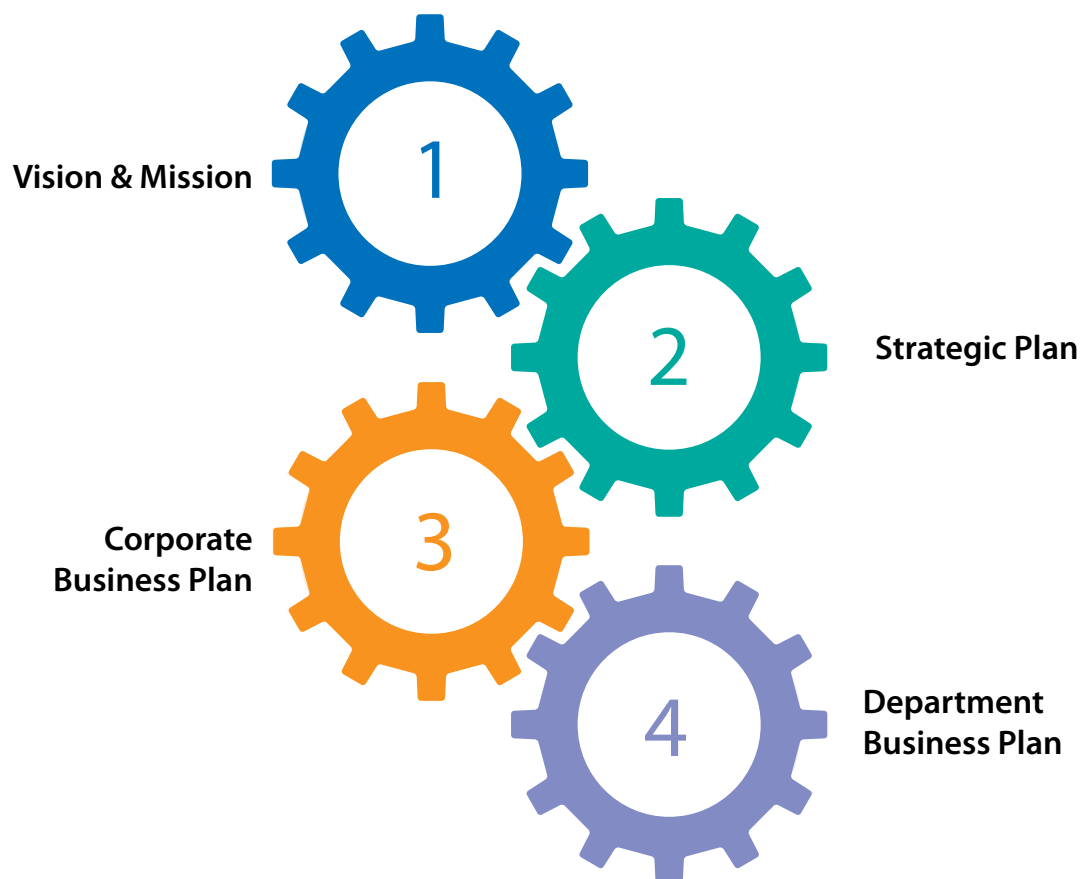 1
Vision & Mission
2
Strategic Plan
3
Corporate
Business Plan
4
Department
Business Plan